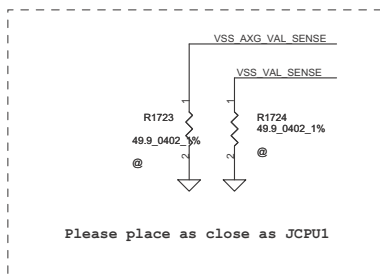 VSS_AXG_VAL_SENSE
VSS_VAL_SENSE
1
1
R1723
49.9_0402_1%
@
R1724
49.9_0402_1%
@
2
2
Please place as close as JCPU1